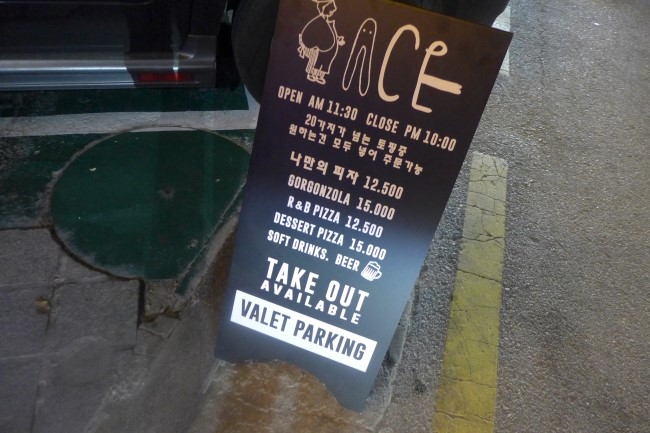 ACE
OPEN AM 11:30 CLOSE PM 10:00
20가지가 넘는 토핑중
원하는건 모두 넣어 주문가능
나만의 피자 12.500
GORGONZOLA 15.000
R&B PIZZA 12.500
DESSERT PIZZA 15.000
SOFT DRINKS. BEER
TAKE OUT
AVAILABLE
VALET PARKING